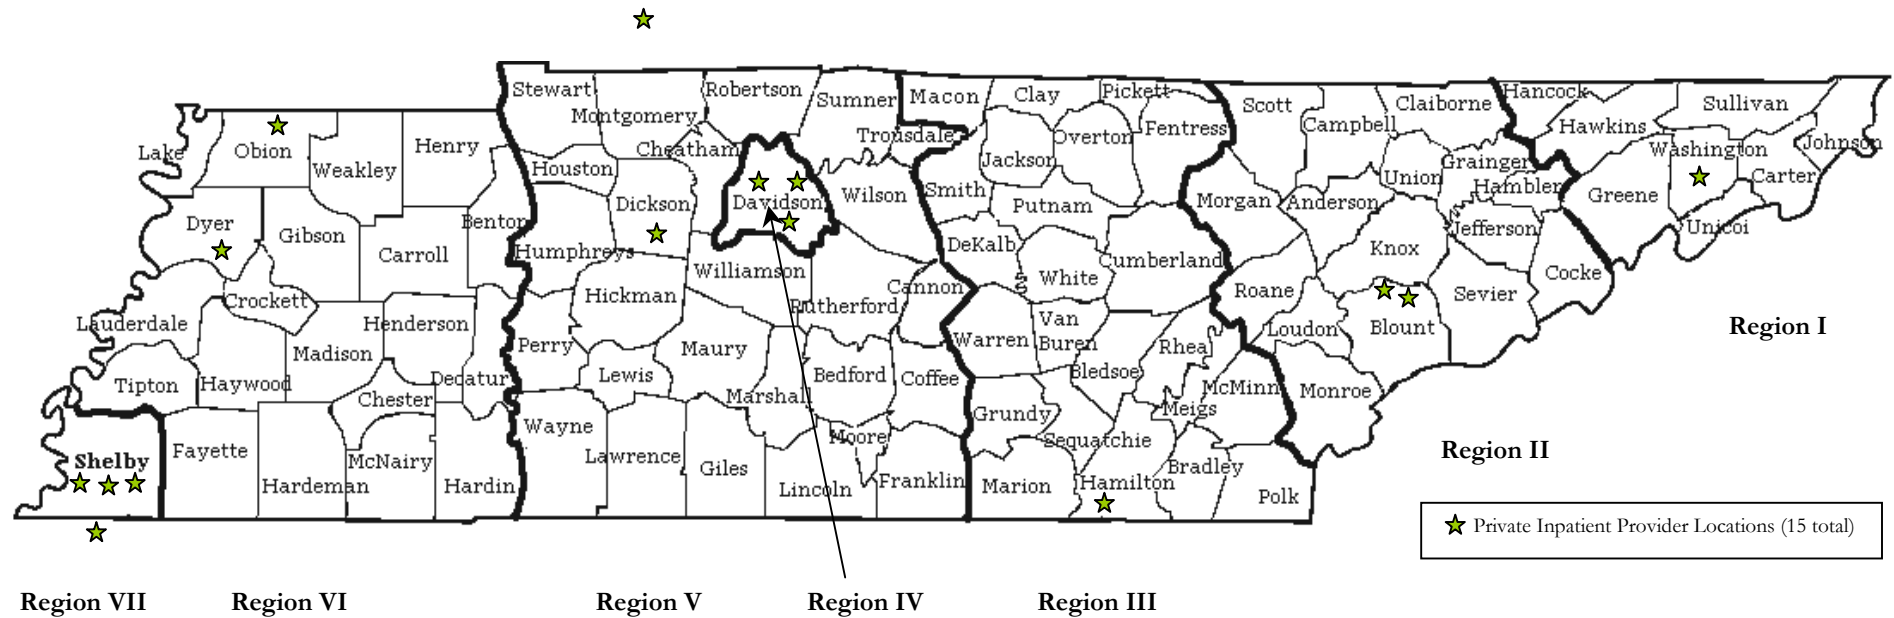 Stewart
Robertson
Sumner
Macon
Clay
Pickett
Scott
Claiborne
Hancock
Sullivan
Montgomery
Trousdale
Overton
Fentress
Campbell
Hawkins
Johnson
Lake
Obion
Henry
Cheatham
Jackson
Grainger
Washington
Weakley
Houston
Union
Hambler
Carter
Dickson
Davidson
Wilson
Smith
Putnam
Morgan
Anderson
Greene
Dyer
Gibson
Benton
Jefferson
Unicoi
Carroll
Humphreys
DeKalb
Knox
Williamson
White
Cumberland
Cocke
Crockett
Hickman
Rutherford
Cannon
Roane
Sevier
Lauderdale
Henderson
Van
Buren
Loudon
Blount
Region I
Madison
Perry
Maury
Warren
Rhea
Tipton
Haywood
Decatur
Lewis
Bedford
Coffee
Bledsoe
McMinn
Monroe
Chester
Marshall
Meigs
Shelby
Fayette
Wayne
Moore
Grundy
Sequatchie
Region II
McNairy
Lawrence
Giles
Bradley
Hardeman
Hardin
Lincoln
Franklin
Marion
Hamilton
Polk
Private Inpatient Provider Locations (15 total)
Region VII
Region VI
Region V
Region IV
Region III